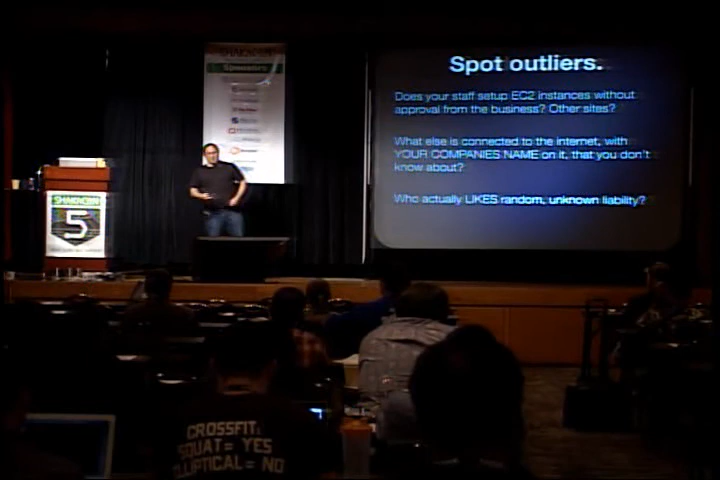 SHAKACON
Sponsors
Spot outliers.
Does your staff setup EC2 instances without
approval from the business? Other sites?
What else is connected to the internet, with
YOUR COMPANIES NAME on it, that you don't
know about?
Who actually LIKES random, unknown liability?
SHAKACON
5
CROSSFIT:
SQUAT = YES
ELLIPTICAL = NO